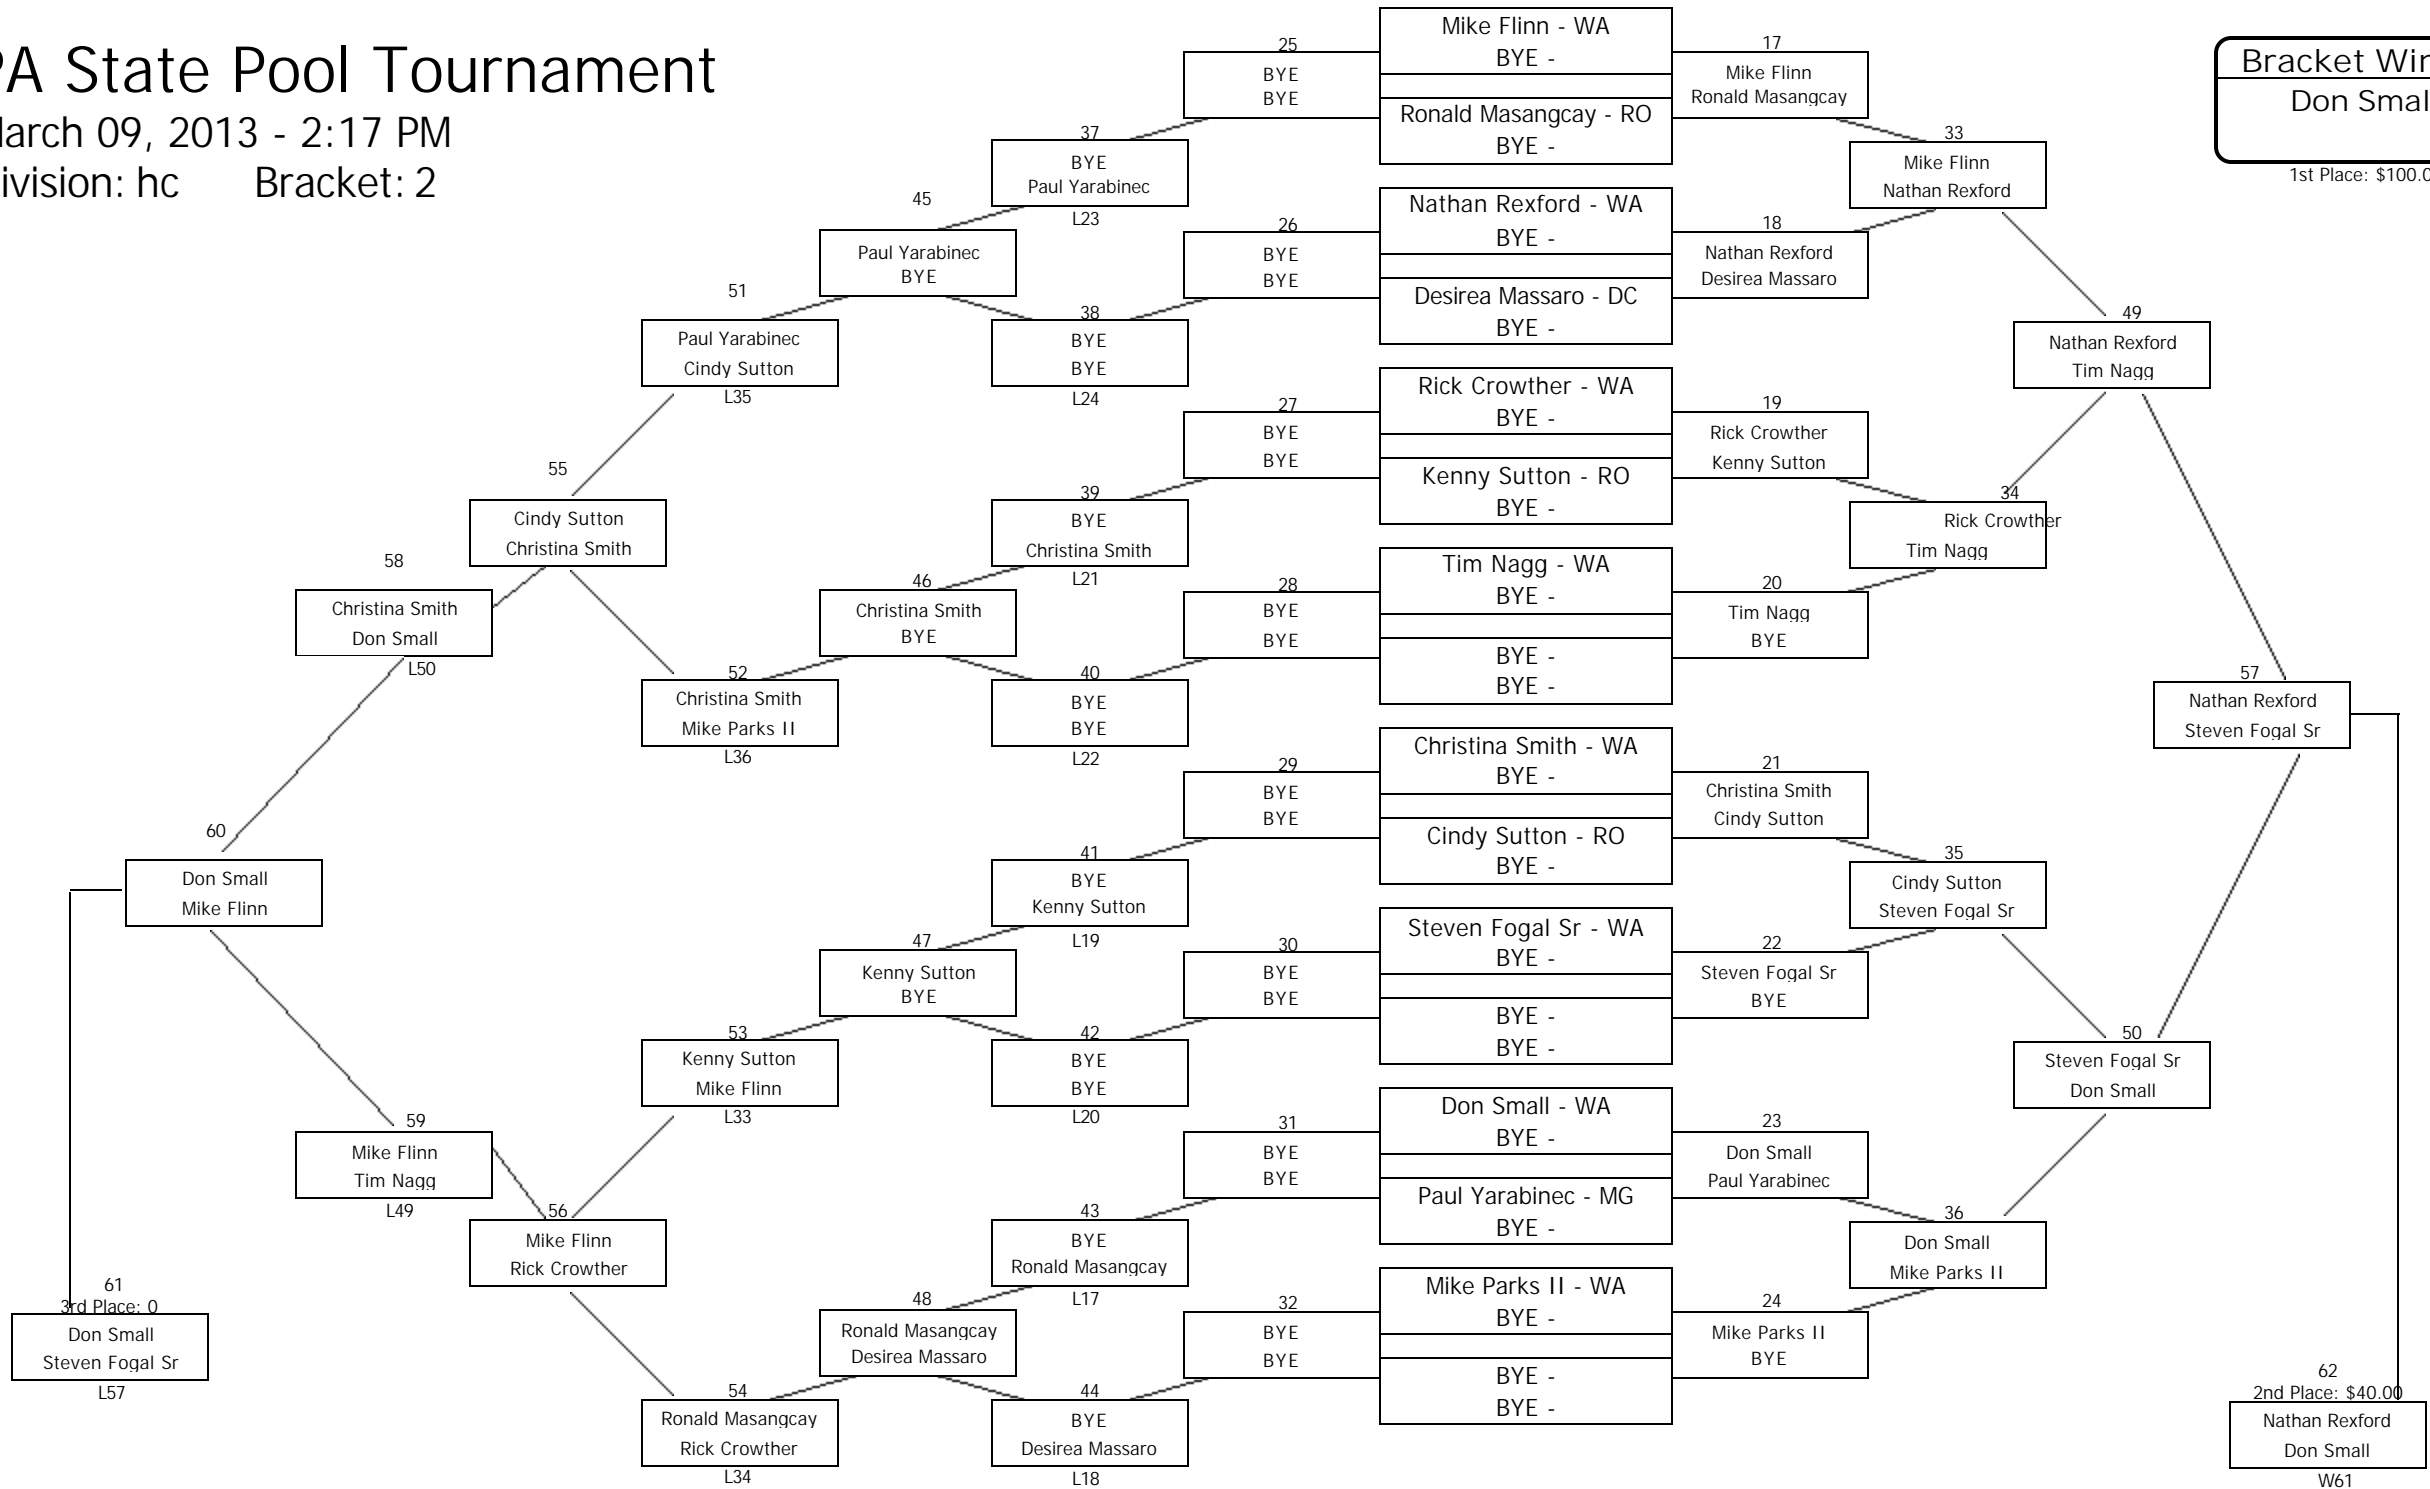 PA State Pool Tournament
March 09, 2013 - 2:17 PM
Division: hc Bracket: 2
Bracket Win
Don Smal
1st Place: $100.0
Mike Flinn - WA
BYE -
Ronald Masangcay - RO
BYE -
Nathan Rexford - WA
BYE -
Desirea Massaro - DC
BYE -
Rick Crowther - WA
BYE -
Kenny Sutton - RO
BYE -
Tim Nagg - WA
BYE -
BYE -
BYE -
Christina Smith - WA
BYE -
Cindy Sutton - RO
BYE -
Steven Fogal Sr - WA
BYE -
BYE -
BYE -
Don Small - WA
BYE -
Paul Yarabinec - MG
BYE -
Mike Parks II - WA
BYE -
BYE -
BYE -
17
Mike Flinn
Ronald Masangcay
18
Nathan Rexford
Desirea Massaro
19
Rick Crowther
Kenny Sutton
20
Tim Nagg
BYE
21
Christina Smith
Cindy Sutton
22
Steven Fogal Sr
BYE
23
Don Small
Paul Yarabinec
24
Mike Parks II
BYE
25
BYE
BYE
26
BYE
BYE
27
BYE
BYE
28
BYE
BYE
29
BYE
BYE
30
BYE
BYE
31
BYE
BYE
32
BYE
BYE
33
Mike Flinn
Nathan Rexford
34
Rick Crowther
Tim Nagg
35
Cindy Sutton
Steven Fogal Sr
36
Don Small
Mike Parks II
37
BYE
Paul Yarabinec
L23
38
BYE
BYE
L24
39
BYE
Christina Smith
L21
40
BYE
BYE
L22
41
BYE
Kenny Sutton
L19
42
BYE
BYE
L20
43
BYE
Ronald Masangcay
L17
44
BYE
Desirea Massaro
L18
45
Paul Yarabinec
BYE
46
Christina Smith
BYE
47
Kenny Sutton
BYE
48
Ronald Masangcay
Desirea Massaro
49
Nathan Rexford
Tim Nagg
50
Steven Fogal Sr
Don Small
51
Paul Yarabinec
Cindy Sutton
L35
52
Christina Smith
Mike Parks II
L36
53
Kenny Sutton
Mike Flinn
L33
54
Ronald Masangcay
Rick Crowther
L34
55
Cindy Sutton
Christina Smith
56
Mike Flinn
Rick Crowther
57
Nathan Rexford
Steven Fogal Sr
58
Christina Smith
Don Small
L50
59
Mike Flinn
Tim Nagg
L49
60
Don Small
Mike Flinn
61
3rd Place: 0
Don Small
Steven Fogal Sr
L57
62
2nd Place: $40.00
Nathan Rexford
Don Small
W61